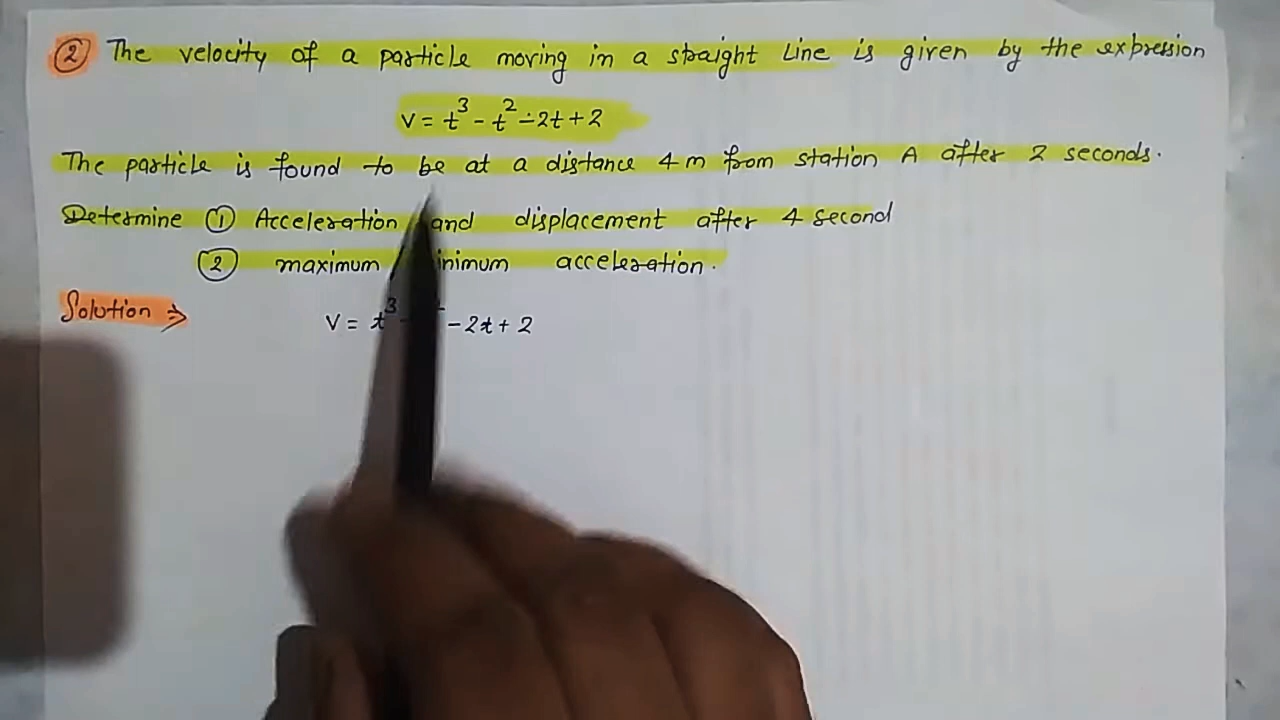 ② The velocity of a particle moving in a straight Line is given by the expression
v = t³ - t² - 2t + 2
The particle is found to be at a distance 4 m from station A after 2 seconds.
Determine ① Acceleration and displacement after 4 second
② maximum / acceleration.
Solution ⇒ v = t³ - - 2t + 2